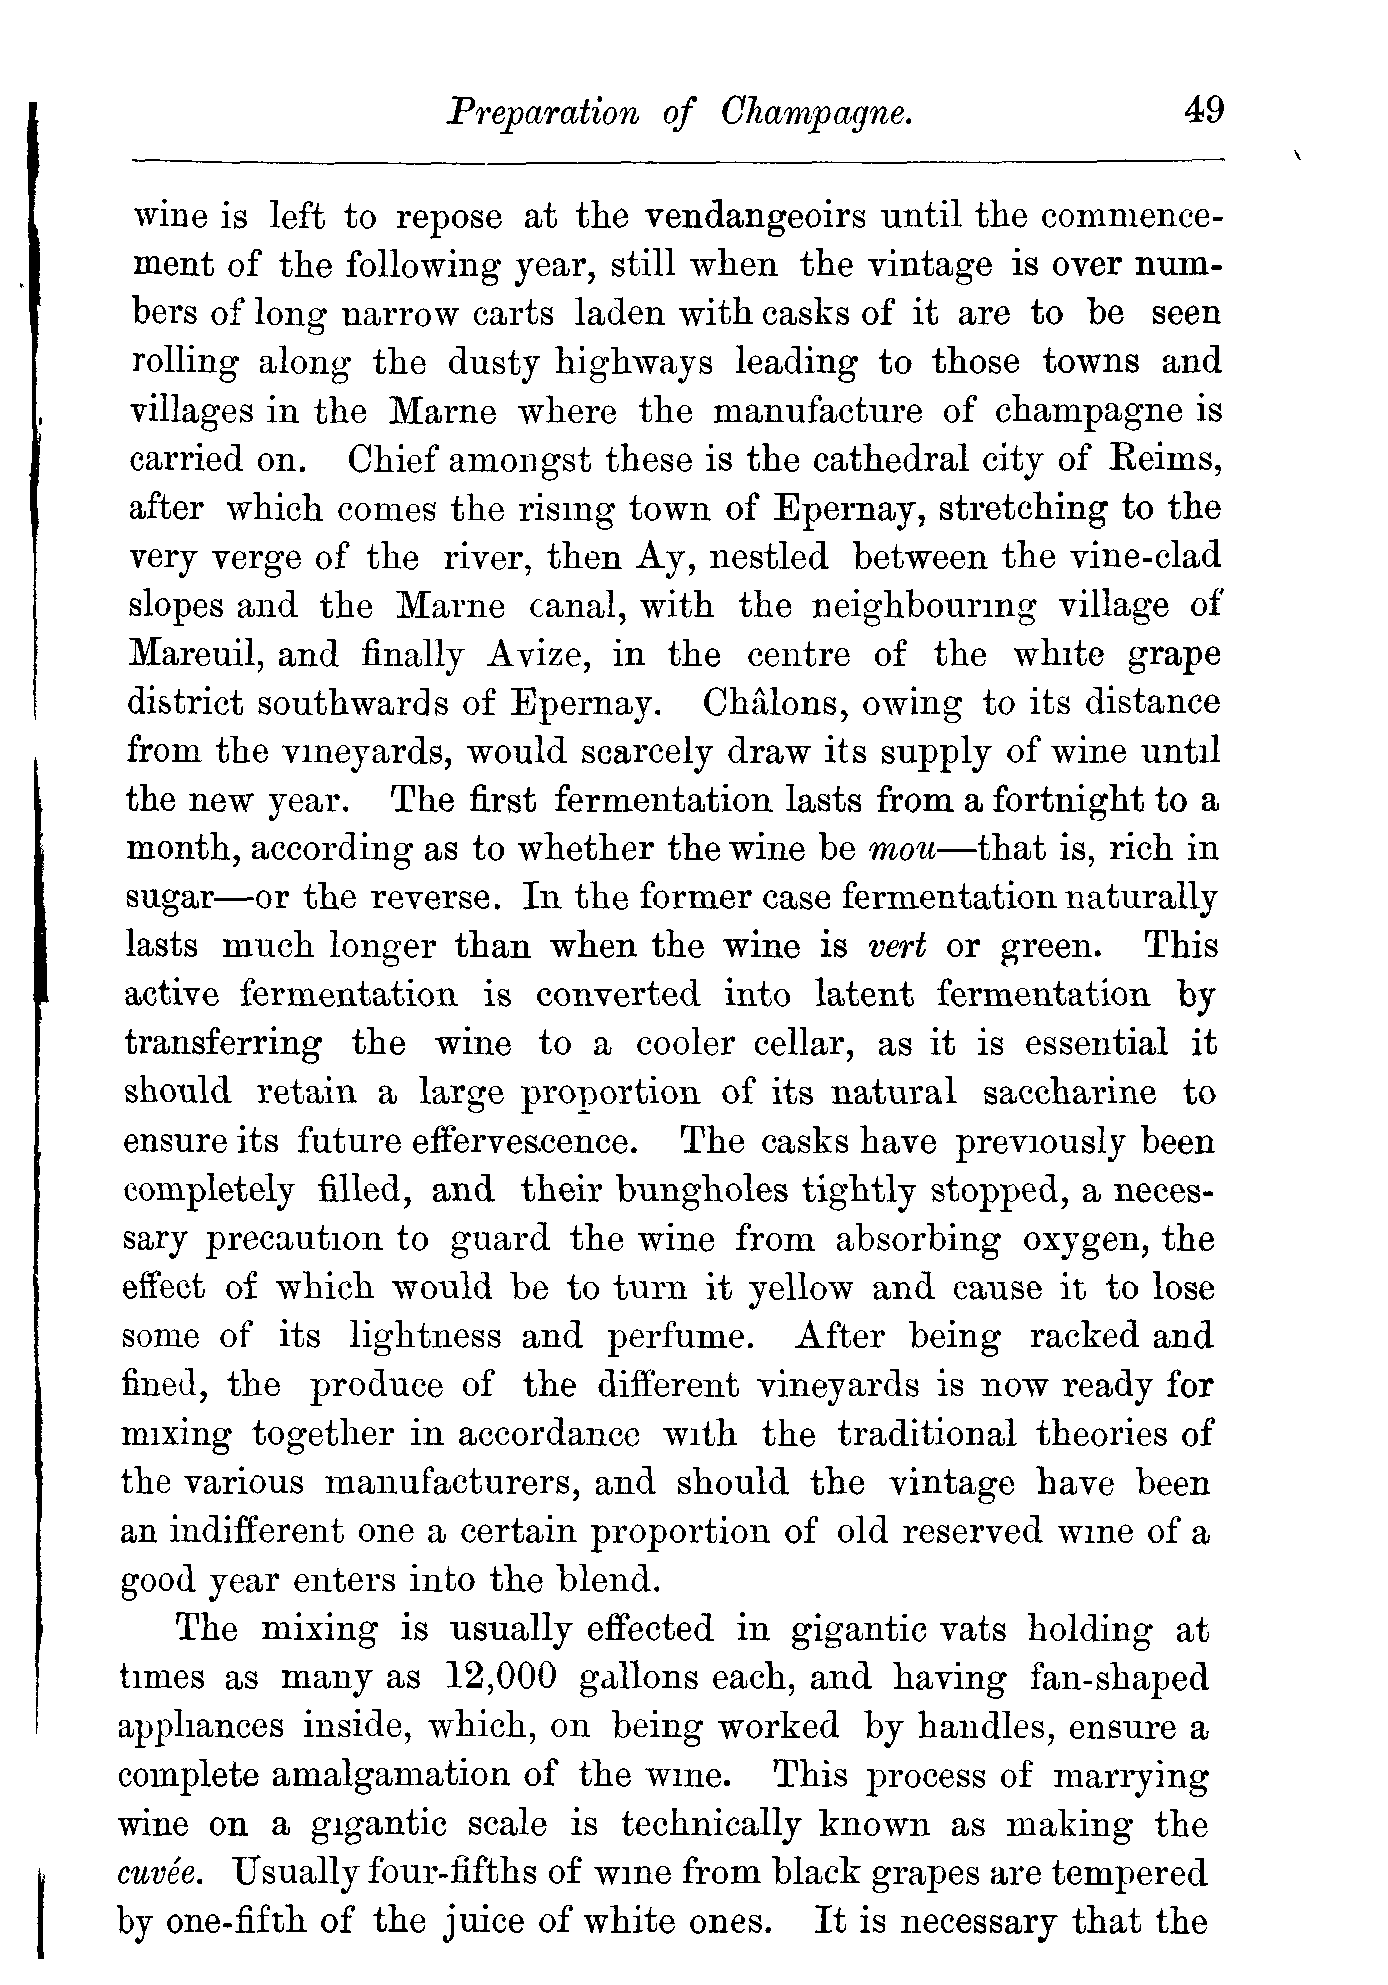 Preparation of Champagne. 49
wine is left to repose at the vendangeoirs until the commence-
ment of the following year, still when the vintage is over num-
bers of long narrow carts laden with casks of it are to be seen
rolling along the dusty highways leading to those towns and
villages in the Marne where the manufacture of champagne is
carried on. Chief amongst these is the cathedral city of Reims,
after which comes the rising town of Epernay, stretching to the
very verge of the river, then Ay, nestled between the vine-clad
slopes and the Marne canal, with the neighbouring village of
Mareuil, and finally Avize, in the centre of the white grape
district southwards of Epernay. Châlons, owing to its distance
from the vineyards, would scarcely draw its supply of wine until
the new year. The first fermentation lasts from a fortnight to a
month, according as to whether the wine be mou—that is, rich in
sugar—or the reverse. In the former case fermentation naturally
lasts much longer than when the wine is vert or green. This
active fermentation is converted into latent fermentation by
transferring the wine to a cooler cellar, as it is essential it
should retain a large proportion of its natural saccharine to
ensure its future effervescence. The casks have previously been
completely filled, and their bungholes tightly stopped, a neces-
sary precaution to guard the wine from absorbing oxygen, the
effect of which would be to turn it yellow and cause it to lose
some of its lightness and perfume. After being racked and
fined, the produce of the different vineyards is now ready for
mixing together in accordance with the traditional theories of
the various manufacturers, and should the vintage have been
an indifferent one a certain proportion of old reserved wine of a
good year enters into the blend.
The mixing is usually effected in gigantic vats holding at
times as many as 12,000 gallons each, and having fan-shaped
appliances inside, which, on being worked by handles, ensure a
complete amalgamation of the wine. This process of marrying
wine on a gigantic scale is technically known as making the
cuvée. Usually four-fifths of wine from black grapes are tempered
by one-fifth of the juice of white ones. It is necessary that the